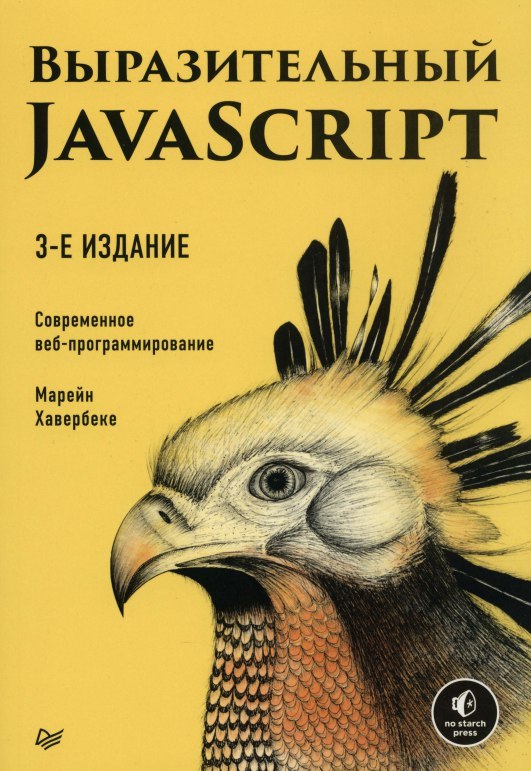 Выразительный
JavaScript
3-Е ИЗДАНИЕ
Современное
веб-программирование
Марейн
Хавербеке
no starch
press